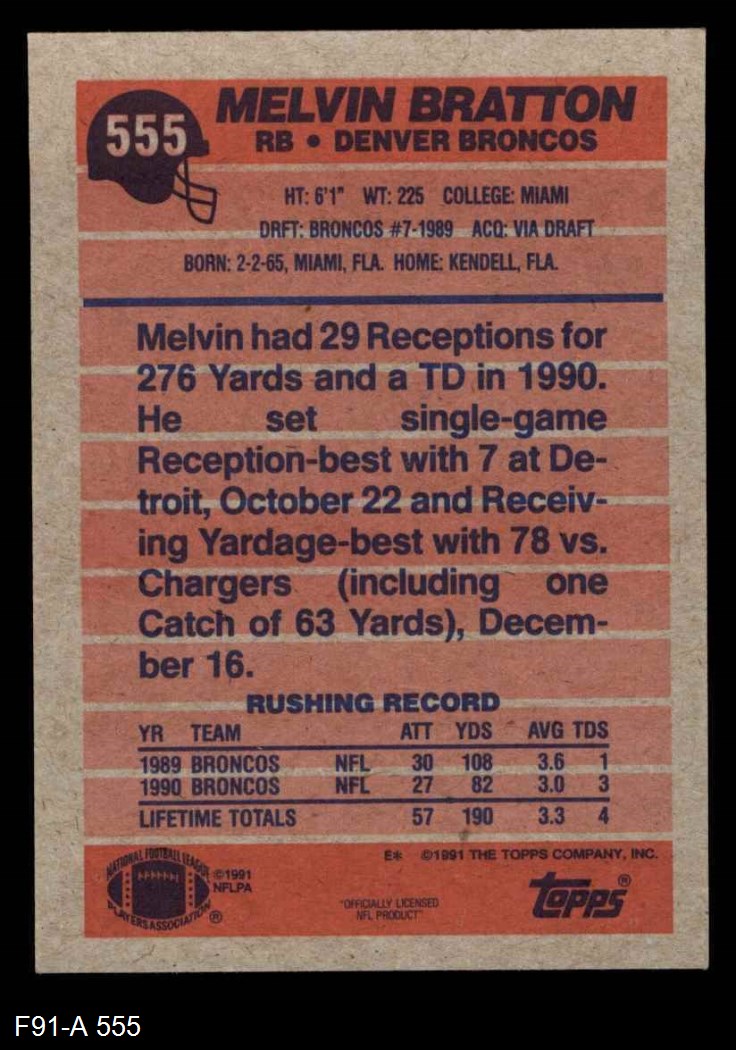 555
MELVIN BRATTON
RB • DENVER BRONCOS
HT: 6'1" WT: 225 COLLEGE: MIAMI
DRFT: BRONCOS #7-1989 ACQ: VIA DRAFT
BORN: 2-2-65, MIAMI, FLA. HOME: KENDELL, FLA.
Melvin had 29 Receptions for
276 Yards and a TD in 1990.
He set single-game
Reception-best with 7 at De-
troit, October 22 and Receiv-
ing Yardage-best with 78 vs.
Chargers (including one
Catch of 63 Yards), Decem-
ber 16.
RUSHING RECORD
YR TEAM ATT YDS AVG TDS
1989 BRONCOS NFL 30 108 3.6 1
1990 BRONCOS NFL 27 82 3.0 3
LIFETIME TOTALS 57 190 3.3 4
E* ©1991 THE TOPPS COMPANY, INC.
NATIONAL FOOTBALL LEAGUE
PLAYERS ASSOCIATION ®
©1991
NFLPA
"OFFICIALLY LICENSED
NFL PRODUCT"
topps®
F91-A 555